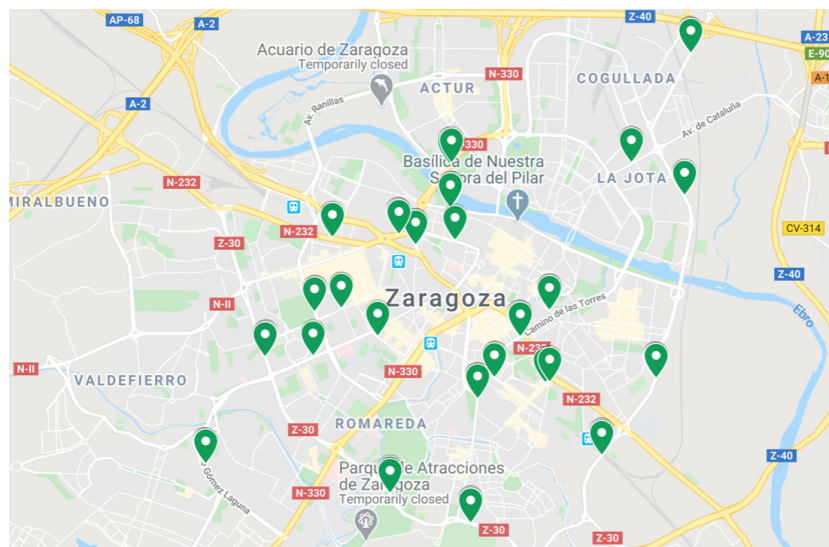 AP-68
A-2
Z-40
A-23
E-90
A-1
Acuario de Zaragoza
Temporarily closed
N-330
COGULLADA
ACTUR
A-2
Av. Ranillas
Av. de Cataluña
-330
Basílica de Nuestra
Señora del Pilar
N-232
LA JOTA
MIRALBUENO
N-232
CV-314
Z-30
Z-40
N-II
Zaragoza
Camino de las Torres
Ebro
N-232
N-II
N-330
VALDEFIERRO
N-232
ROMAREDA
Z-30
Z-40
Gómez Laguna
Parque de Atracciones
de Zaragoza
Temporarily closed
N-330
Z-30
Z-30